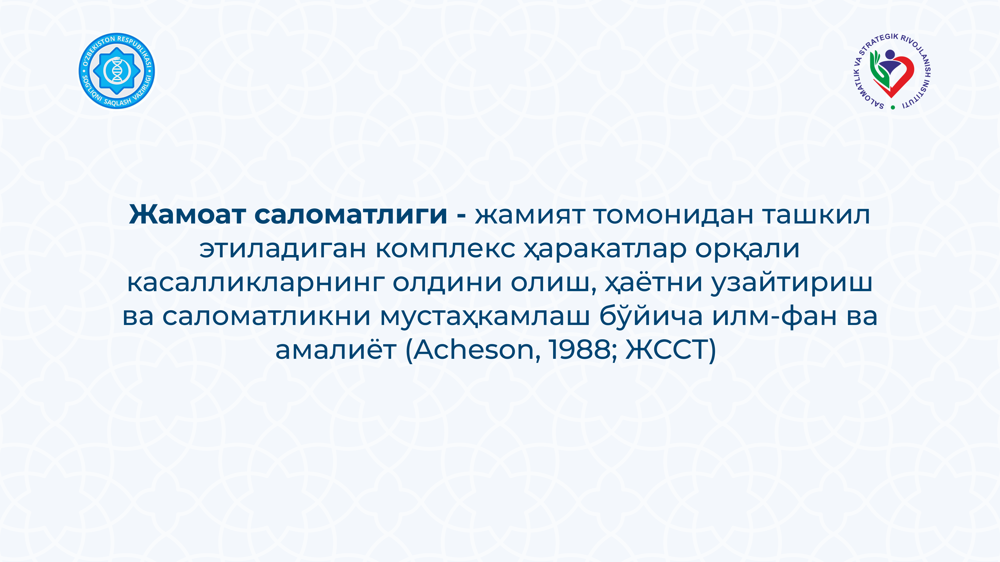 O'ZBEKISTON RESPUBLIKASI
SOG'LIQNI SAQLASH VAZIRLIGI
SALOMATLIK VA STRATEGIK RIVOJLANISH INSTITUTI
Жамоат саломатлиги - жамият томонидан ташкил
этиладиган комплекс ҳаракатлар орқали
касалликларнинг олдини олиш, ҳаётни узайтириш
ва саломатликни мустаҳкамлаш бўйича илм-фан ва
амалиёт (Acheson, 1988; ЖССТ)